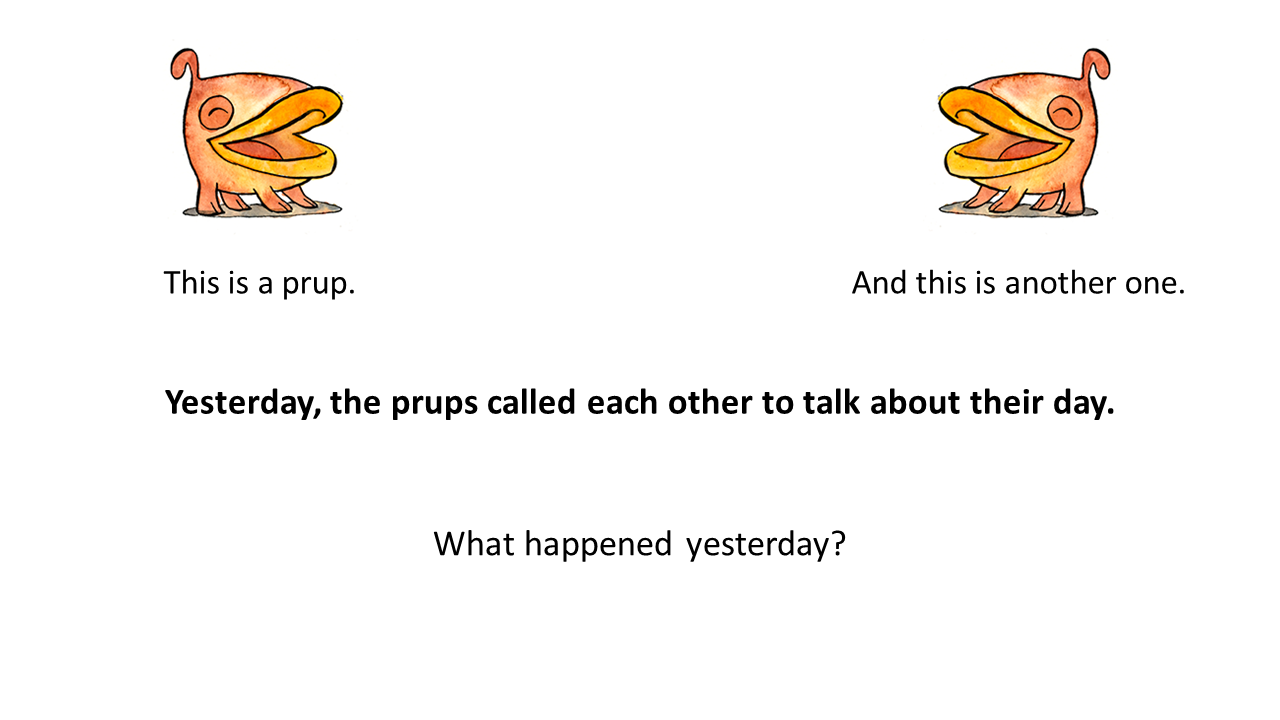 This is a prup.
And this is another one.
Yesterday, the prups called each other to talk about their day.
What happened yesterday?